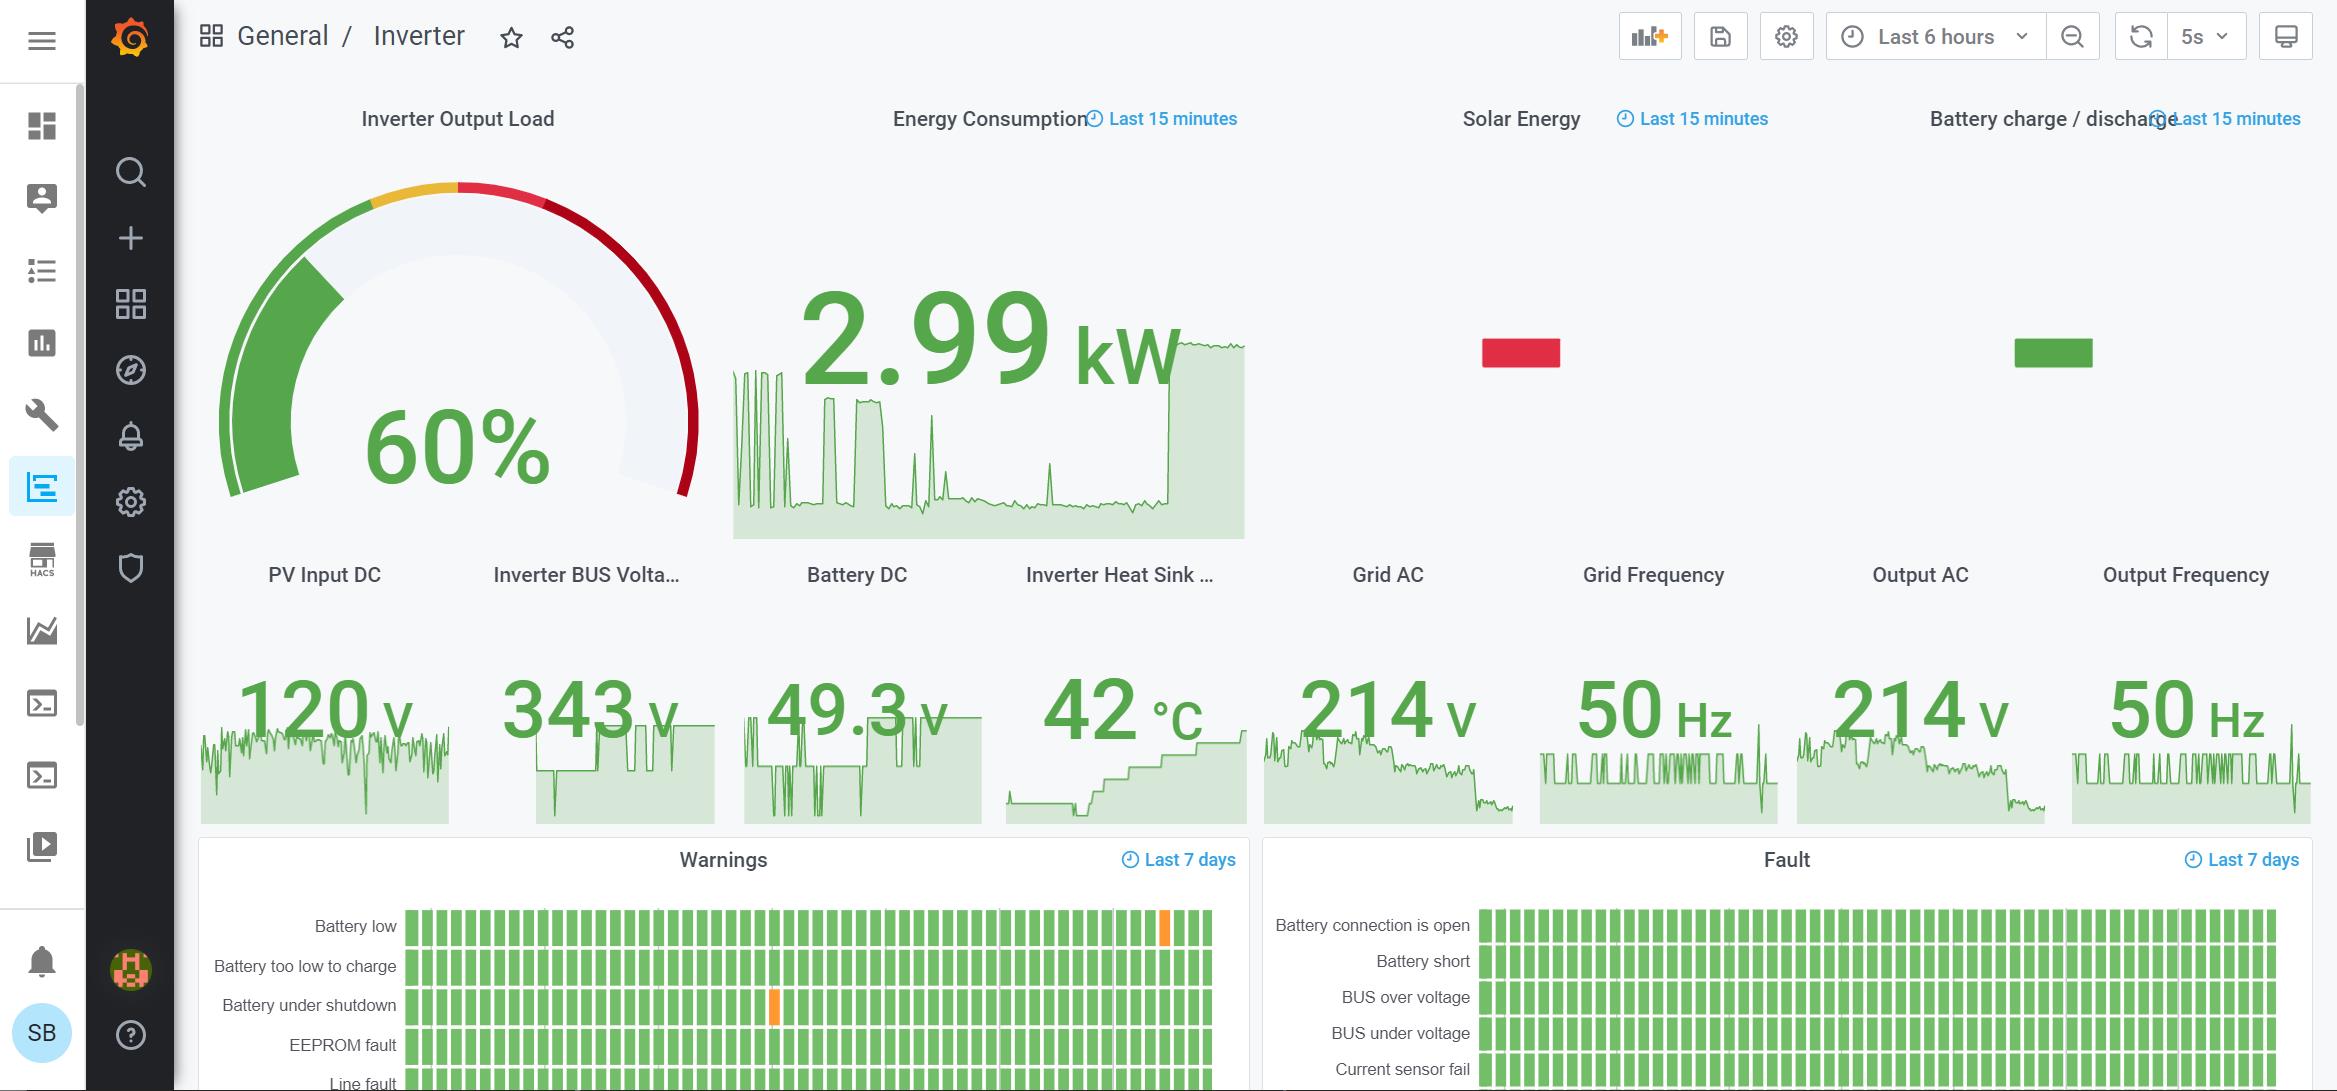 General / Inverter
Last 6 hours
5s
Inverter Output Load
Energy Consumption
Last 15 minutes
Solar Energy
Last 15 minutes
Battery charge / discharge
Last 15 minutes
60%
2.99 kW
PV Input DC
Inverter BUS Volta...
Battery DC
Inverter Heat Sink ...
Grid AC
Grid Frequency
Output AC
Output Frequency
120 V
343 V
49.3 V
42 °C
214 V
50 Hz
214 V
50 Hz
HACS
Warnings
Last 7 days
Battery low
Battery too low to charge
Battery under shutdown
EEPROM fault
Line fault
Fault
Last 7 days
Battery connection is open
Battery short
BUS over voltage
BUS under voltage
Current sensor fail
SB